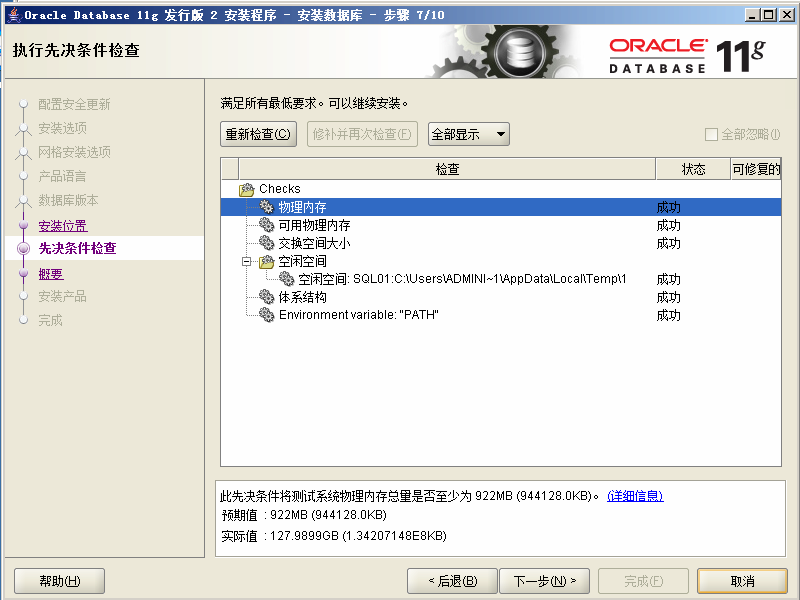 Oracle Database 11g 发行版 2 安装程序 - 安装数据库 - 步骤 7/10
执行先决条件检查
ORACLE
DATABASE
11g
配置安全更新
安装选项
网格安装选项
产品语言
数据库版本
安装位置
先决条件检查
概要
安装产品
完成
满足所有最低要求。可以继续安装。
重新检查(C) 修补并再次检查(F) 全部显示 全部忽略(I)
检查 状态 可修复的
Checks
物理内存 成功
可用物理内存 成功
交换空间大小 成功
空闲空间
空闲空间: SQL01:C:\Users\ADMINI~1\AppData\Local\Temp\1 成功
体系结构 成功
Environment variable: "PATH" 成功
此先决条件将测试系统物理内存总量是否至少为 922MB (944128.0KB)。 (详细信息)
预期值 : 922MB (944128.0KB)
实际值 : 127.9899GB (1.34207148E8KB)
帮助(H) < 后退(B) 下一步(N) > 完成(F) 取消